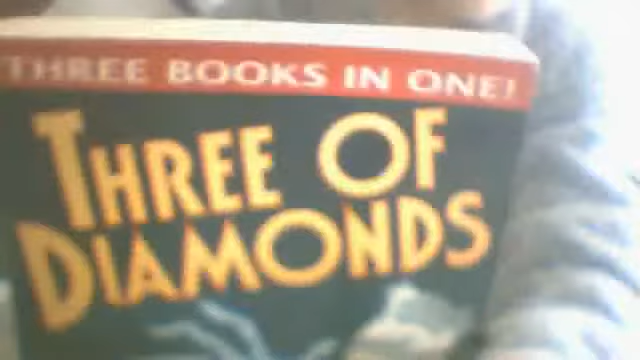 THREE BOOKS IN ONE!
THREE OF
DIAMONDS